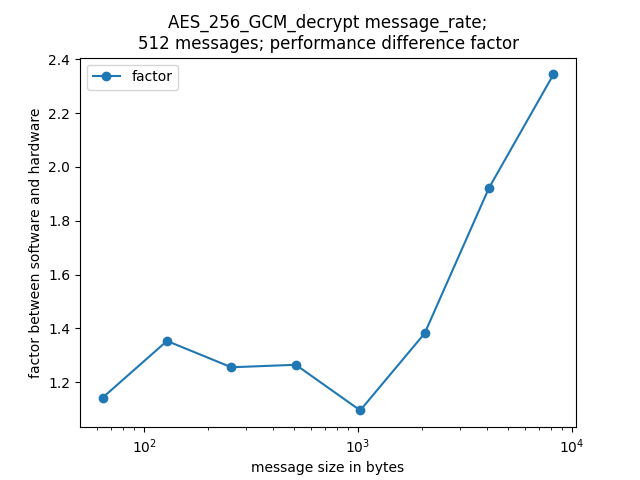 AES_256_GCM_decrypt message_rate;
512 messages; performance difference factor
factor
factor between software and hardware
2.4
2.2
2.0
1.8
1.6
1.4
1.2
10²
10³
10⁴
message size in bytes